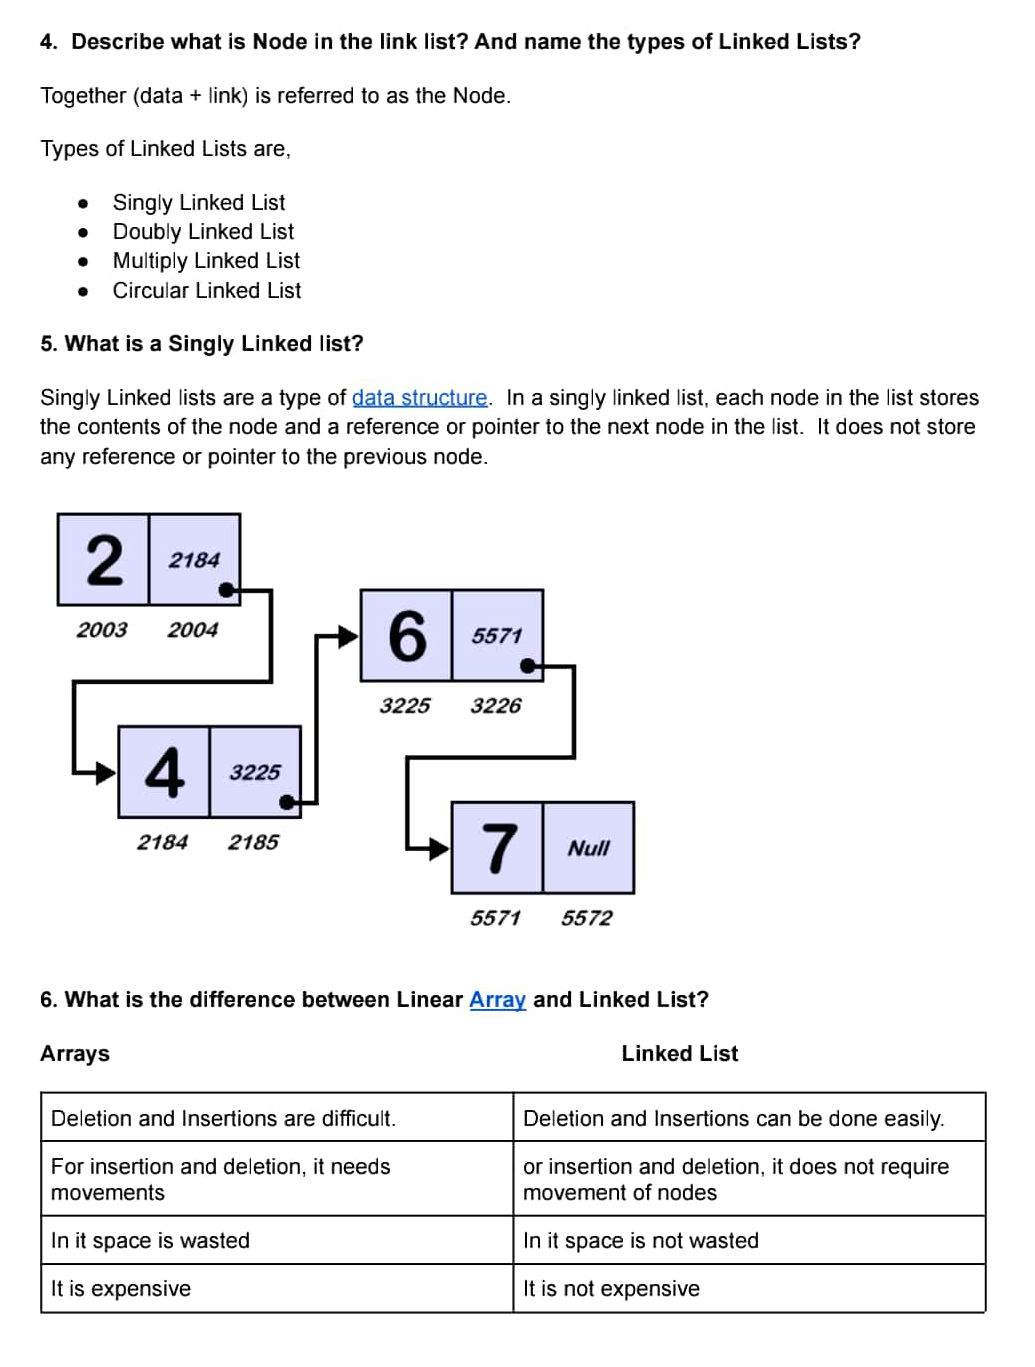 4. Describe what is Node in the link list? And name the types of Linked Lists?
Together (data + link) is referred to as the Node.
Types of Linked Lists are,
● Singly Linked List
● Doubly Linked List
● Multiply Linked List
● Circular Linked List
5. What is a Singly Linked list?
Singly Linked lists are a type of data structure. In a singly linked list, each node in the list stores
the contents of the node and a reference or pointer to the next node in the list. It does not store
any reference or pointer to the previous node.
2 2184
2003 2004
6 5571
3225 3226
4 3225
2184 2185
7 Null
5571 5572
6. What is the difference between Linear Array and Linked List?
Arrays Linked List
Deletion and Insertions are difficult. Deletion and Insertions can be done easily.
For insertion and deletion, it needs or insertion and deletion, it does not require
movements movement of nodes
In it space is wasted In it space is not wasted
It is expensive It is not expensive